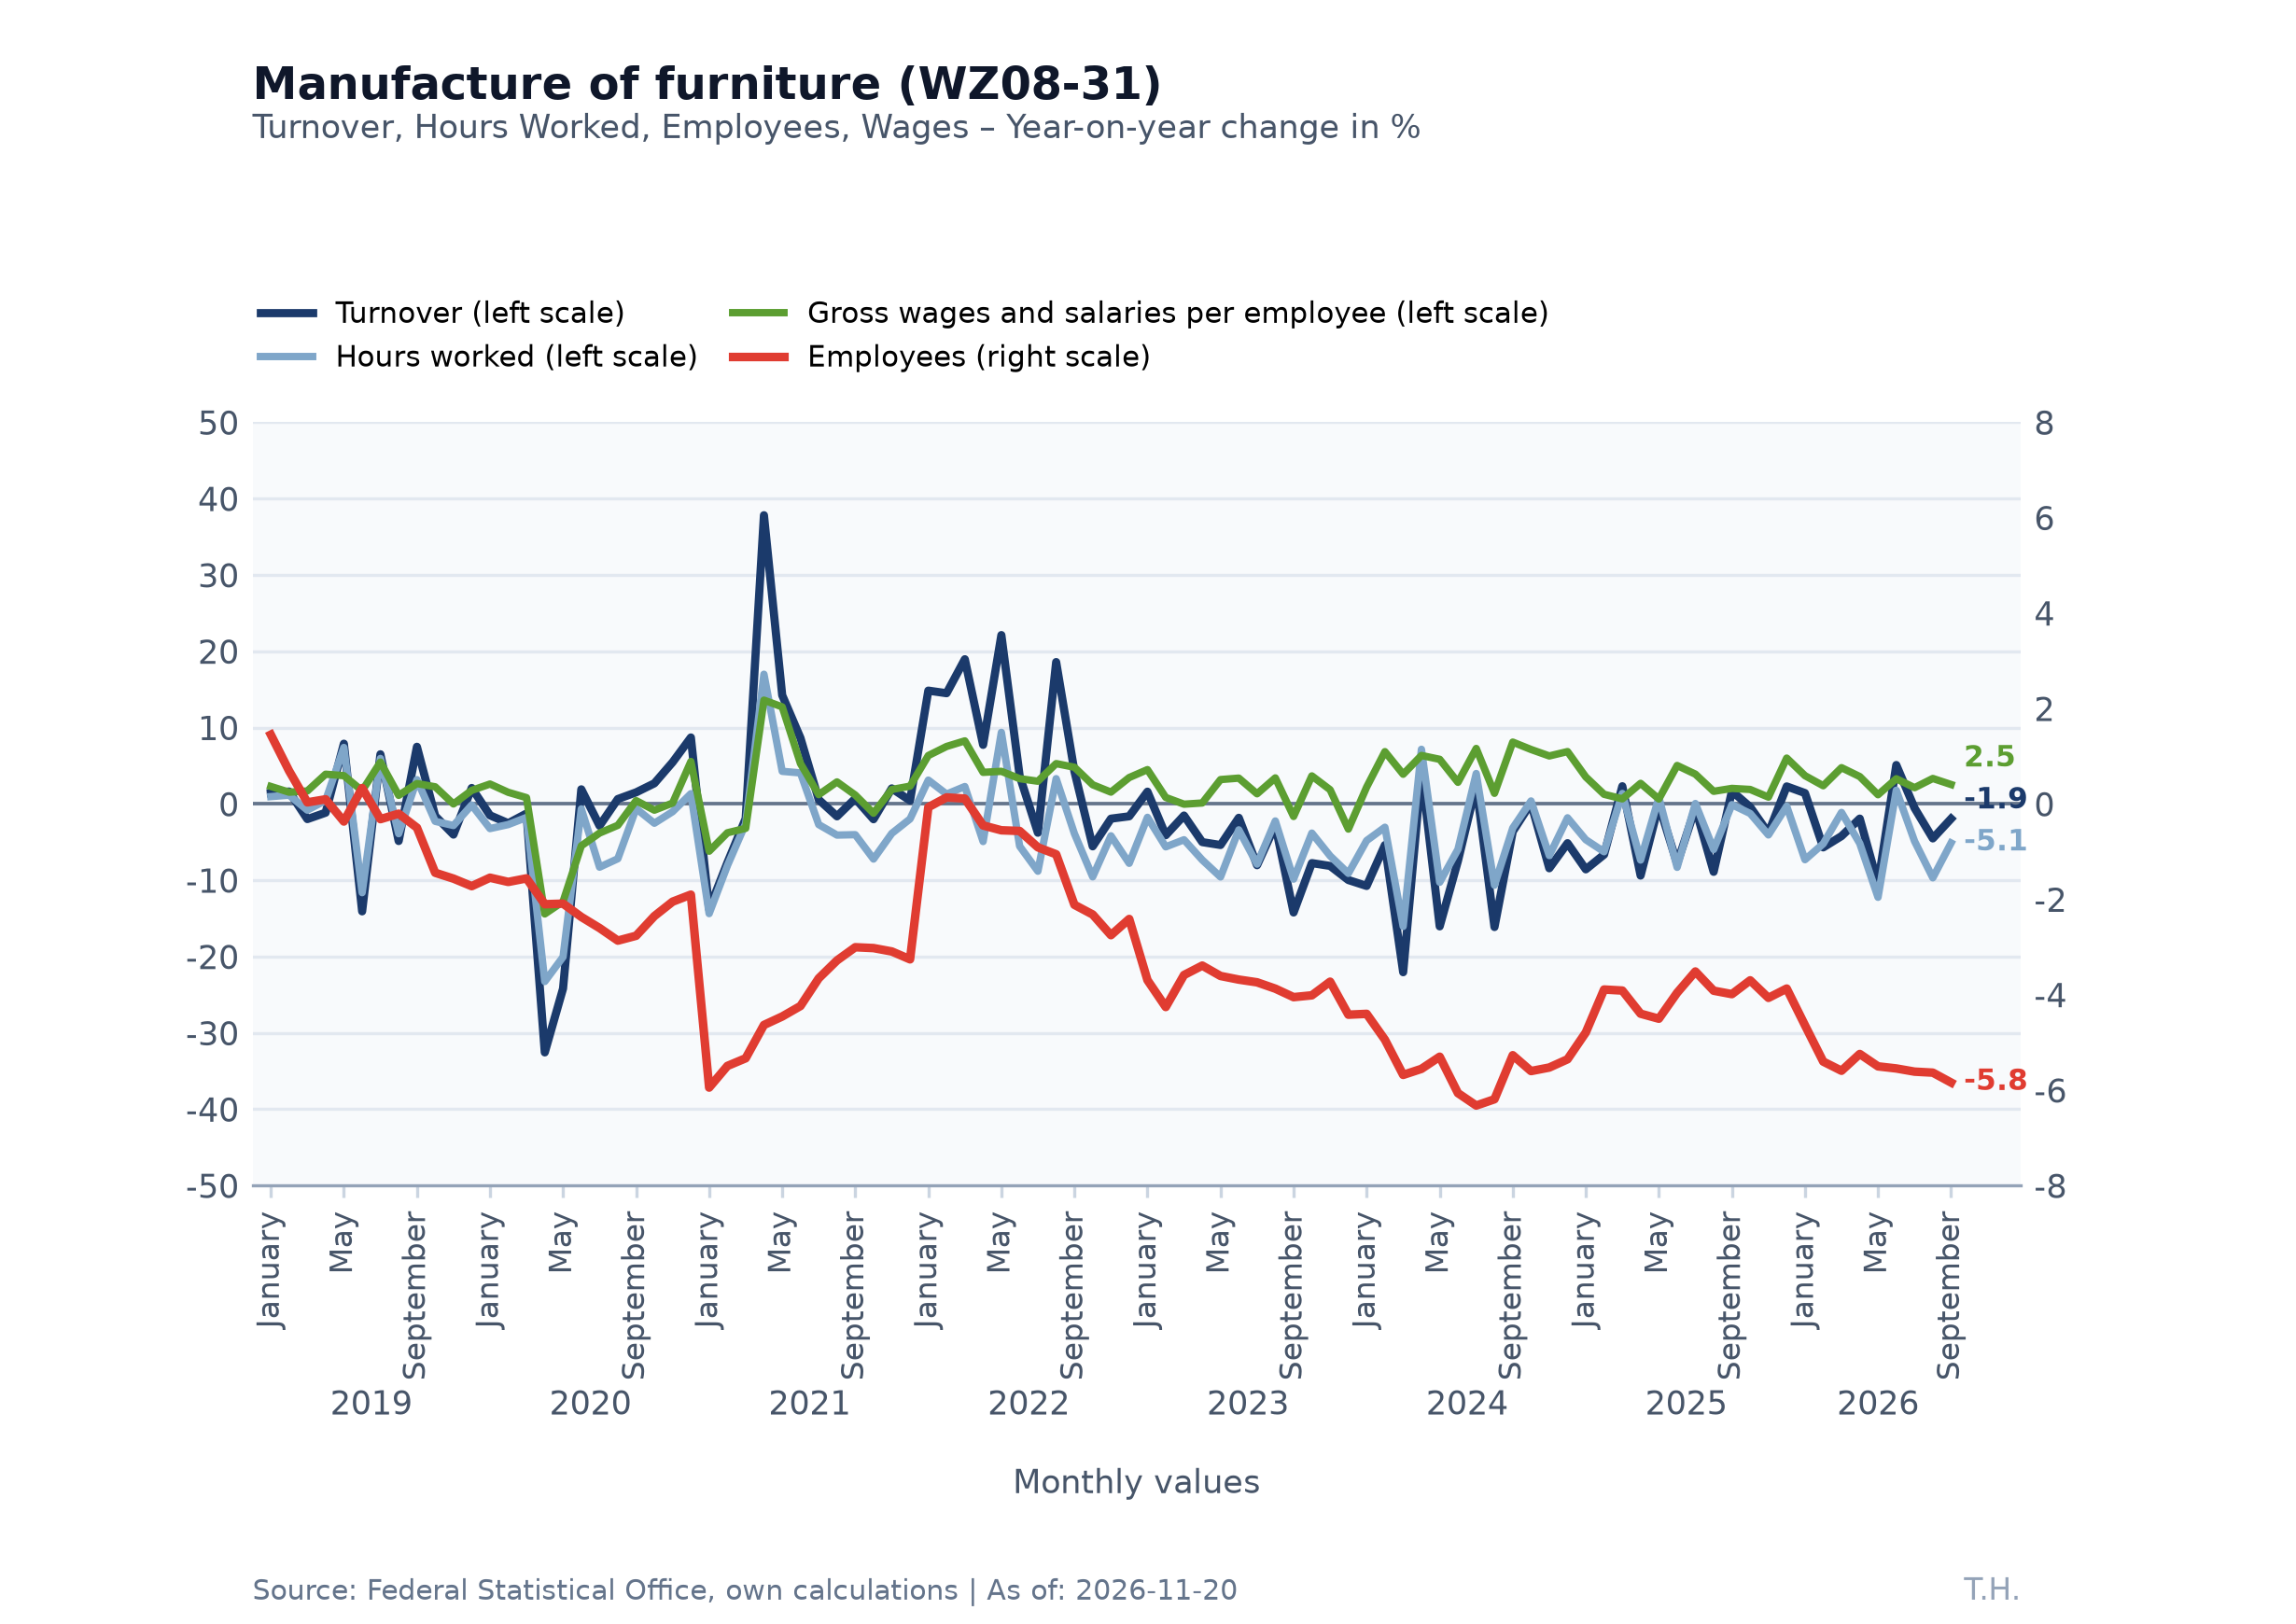 Manufacture of furniture (WZ08-31)
Turnover, Hours Worked, Employees, Wages – Year-on-year change in %
Turnover (left scale)
Gross wages and salaries per employee (left scale)
Hours worked (left scale)
Employees (right scale)
50
40
30
20
10
0
-10
-20
-30
-40
-50
8
6
4
2
0
-2
-4
-6
-8
2.5
-1.9
-5.1
-5.8
January
May
September
January
May
September
January
May
September
January
May
September
January
May
September
January
May
September
January
May
September
January
May
September
2019 2020 2021 2022 2023 2024 2025 2026
Monthly values
Source: Federal Statistical Office, own calculations | As of: 2026-11-20
T.H.